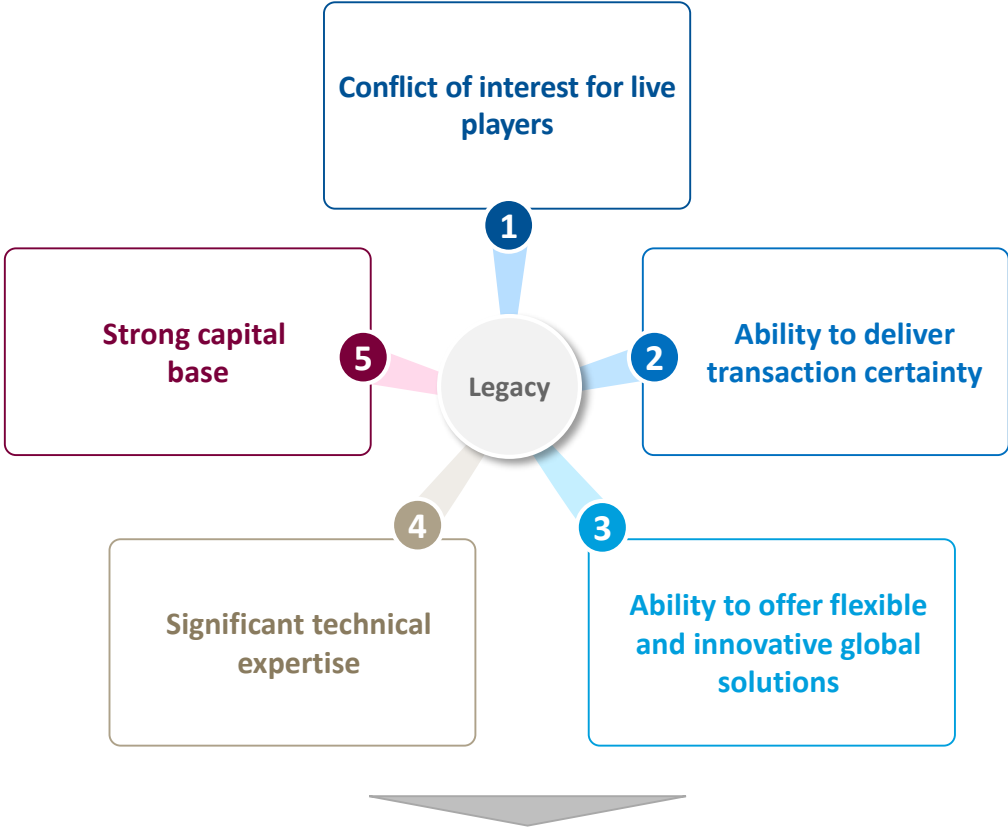 Conflict of interest for live
players
1
Strong capital
base
5
Legacy
2
Ability to deliver
transaction certainty
4
Significant technical
expertise
3
Ability to offer flexible
and innovative global
solutions